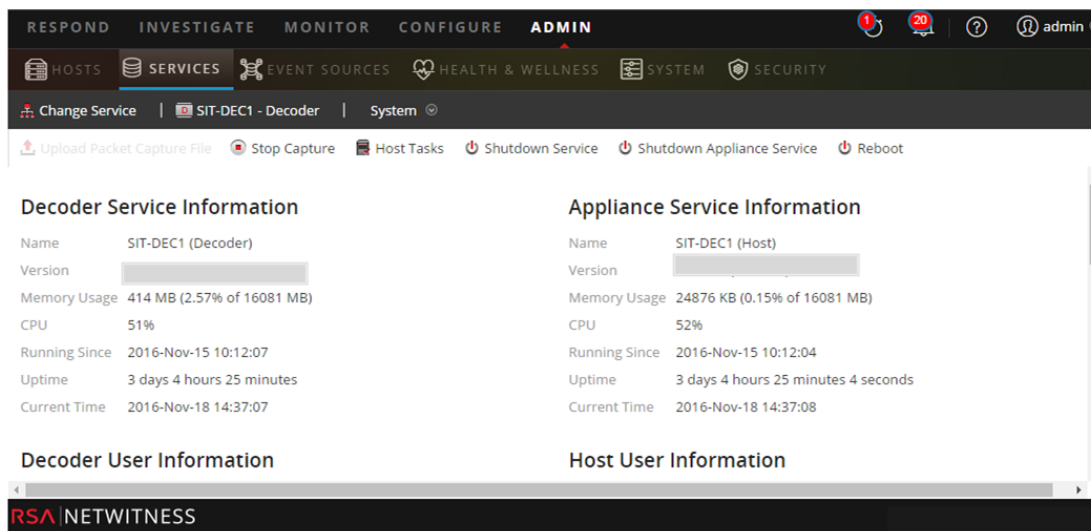 RESPOND INVESTIGATE MONITOR CONFIGURE ADMIN 1 20 admin
HOSTS SERVICES EVENT SOURCES HEALTH & WELLNESS SYSTEM SECURITY
Change Service | D SIT-DEC1 - Decoder | System
Upload Packet Capture File Stop Capture Host Tasks Shutdown Service Shutdown Appliance Service Reboot
Decoder Service Information
Name SIT-DEC1 (Decoder)
Version
Memory Usage 414 MB (2.57% of 16081 MB)
CPU 51%
Running Since 2016-Nov-15 10:12:07
Uptime 3 days 4 hours 25 minutes
Current Time 2016-Nov-18 14:37:07
Appliance Service Information
Name SIT-DEC1 (Host)
Version
Memory Usage 24876 KB (0.15% of 16081 MB)
CPU 52%
Running Since 2016-Nov-15 10:12:04
Uptime 3 days 4 hours 25 minutes 4 seconds
Current Time 2016-Nov-18 14:37:08
Decoder User Information
Host User Information
RSA NETWITNESS